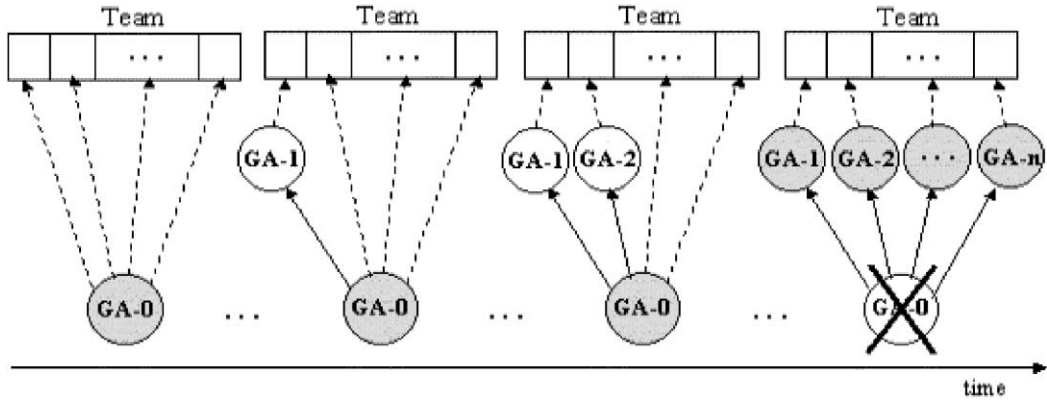 Team Team Team Team
... ... ... ...
GA-1 GA-1 GA-2 GA-1 GA-2 ... GA-n
GA-0 ... GA-0 ... GA-0 ... GA-0
time